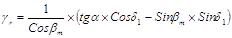 γᵣ = 1/Cosβₘ × (tgα × Cosδ₁ − Sinβₘ × Sinδ₁)